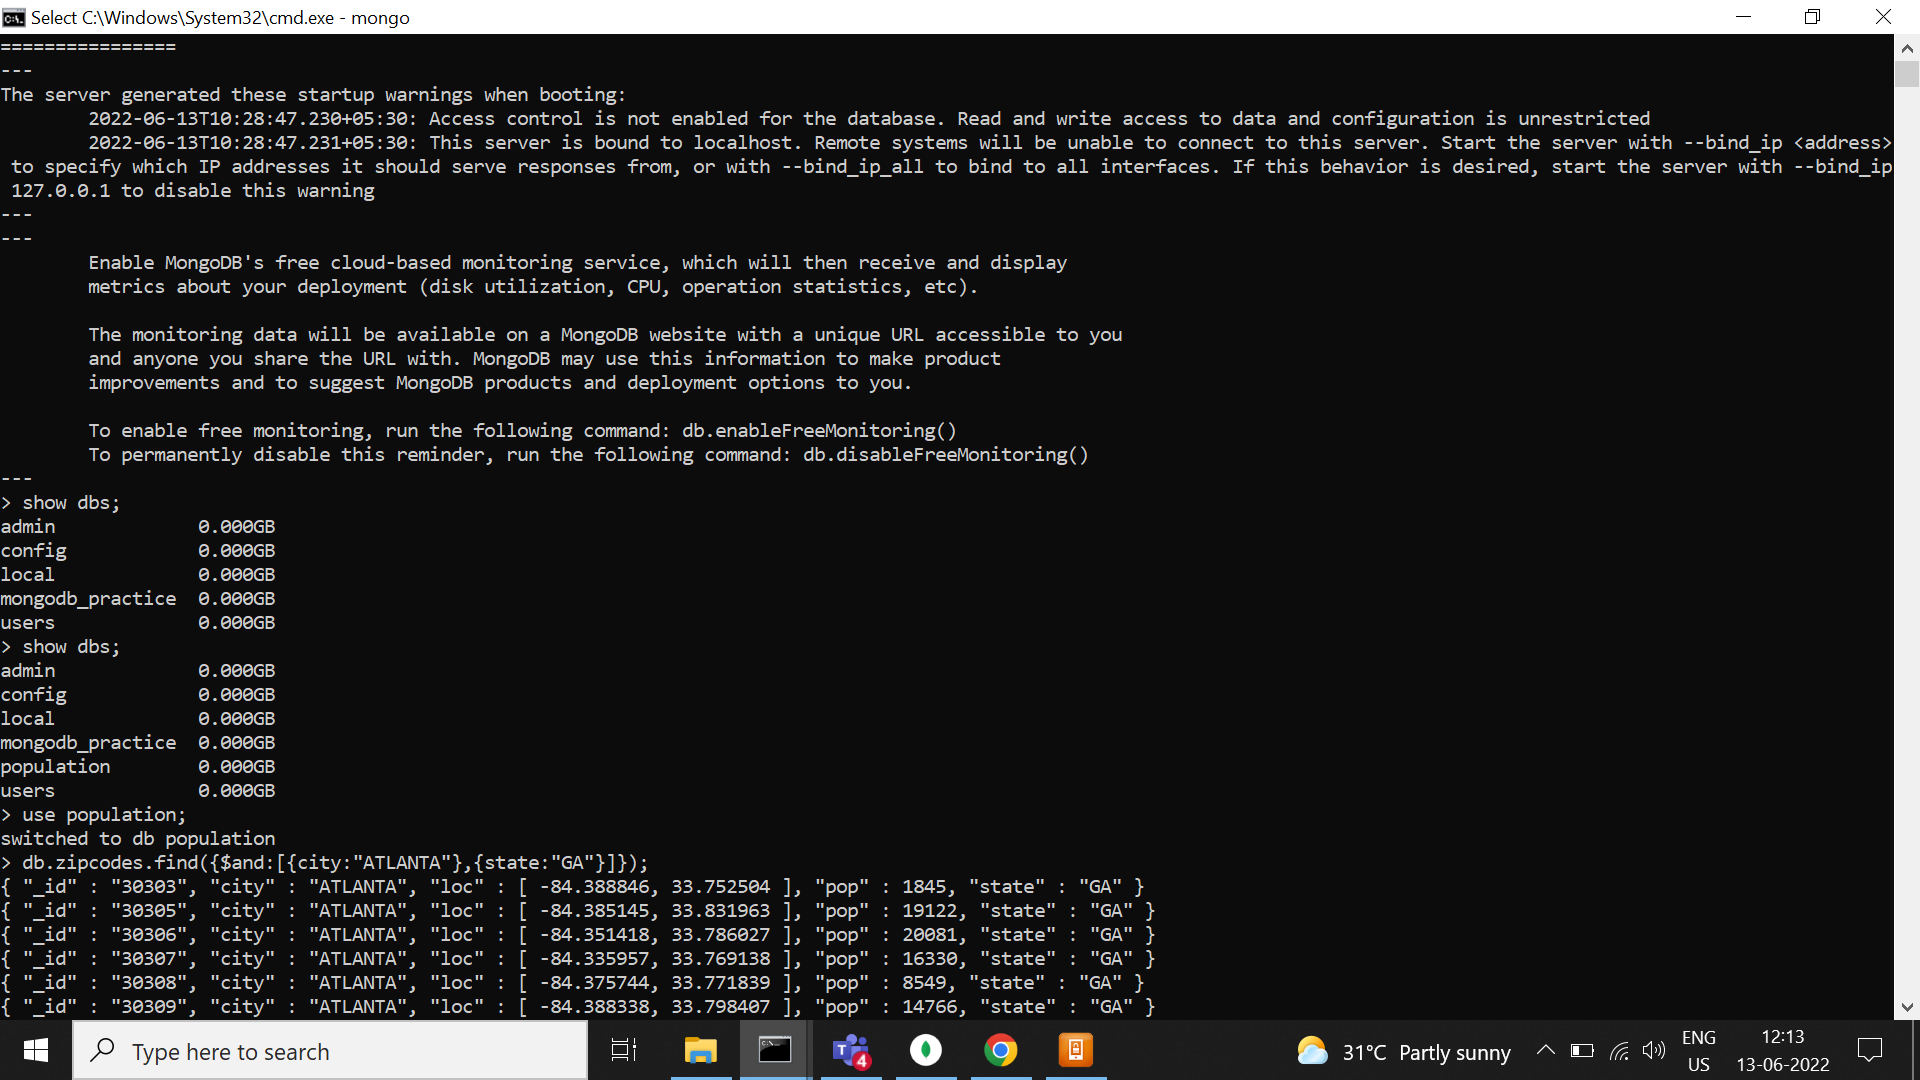 Select C:\Windows\System32\cmd.exe - mongo
================
---
The server generated these startup warnings when booting:
        2022-06-13T10:28:47.230+05:30: Access control is not enabled for the database. Read and write access to data and configuration is unrestricted
        2022-06-13T10:28:47.231+05:30: This server is bound to localhost. Remote systems will be unable to connect to this server. Start the server with --bind_ip <address>
 to specify which IP addresses it should serve responses from, or with --bind_ip_all to bind to all interfaces. If this behavior is desired, start the server with --bind_ip
 127.0.0.1 to disable this warning
---
---
        Enable MongoDB's free cloud-based monitoring service, which will then receive and display
        metrics about your deployment (disk utilization, CPU, operation statistics, etc).

        The monitoring data will be available on a MongoDB website with a unique URL accessible to you
        and anyone you share the URL with. MongoDB may use this information to make product
        improvements and to suggest MongoDB products and deployment options to you.

        To enable free monitoring, run the following command: db.enableFreeMonitoring()
        To permanently disable this reminder, run the following command: db.disableFreeMonitoring()
---
> show dbs;
admin             0.000GB
config            0.000GB
local             0.000GB
mongodb_practice  0.000GB
users             0.000GB
> show dbs;
admin             0.000GB
config            0.000GB
local             0.000GB
mongodb_practice  0.000GB
population        0.000GB
users             0.000GB
> use population;
switched to db population
> db.zipcodes.find({$and:[{city:"ATLANTA"},{state:"GA"}]});
{ "_id" : "30303", "city" : "ATLANTA", "loc" : [ -84.388846, 33.752504 ], "pop" : 1845, "state" : "GA" }
{ "_id" : "30305", "city" : "ATLANTA", "loc" : [ -84.385145, 33.831963 ], "pop" : 19122, "state" : "GA" }
{ "_id" : "30306", "city" : "ATLANTA", "loc" : [ -84.351418, 33.786027 ], "pop" : 20081, "state" : "GA" }
{ "_id" : "30307", "city" : "ATLANTA", "loc" : [ -84.335957, 33.769138 ], "pop" : 16330, "state" : "GA" }
{ "_id" : "30308", "city" : "ATLANTA", "loc" : [ -84.375744, 33.771839 ], "pop" : 8549, "state" : "GA" }
{ "_id" : "30309", "city" : "ATLANTA", "loc" : [ -84.388338, 33.798407 ], "pop" : 14766, "state" : "GA" }
Type here to search
4
31°C Partly sunny
ENG
US
12:13
13-06-2022